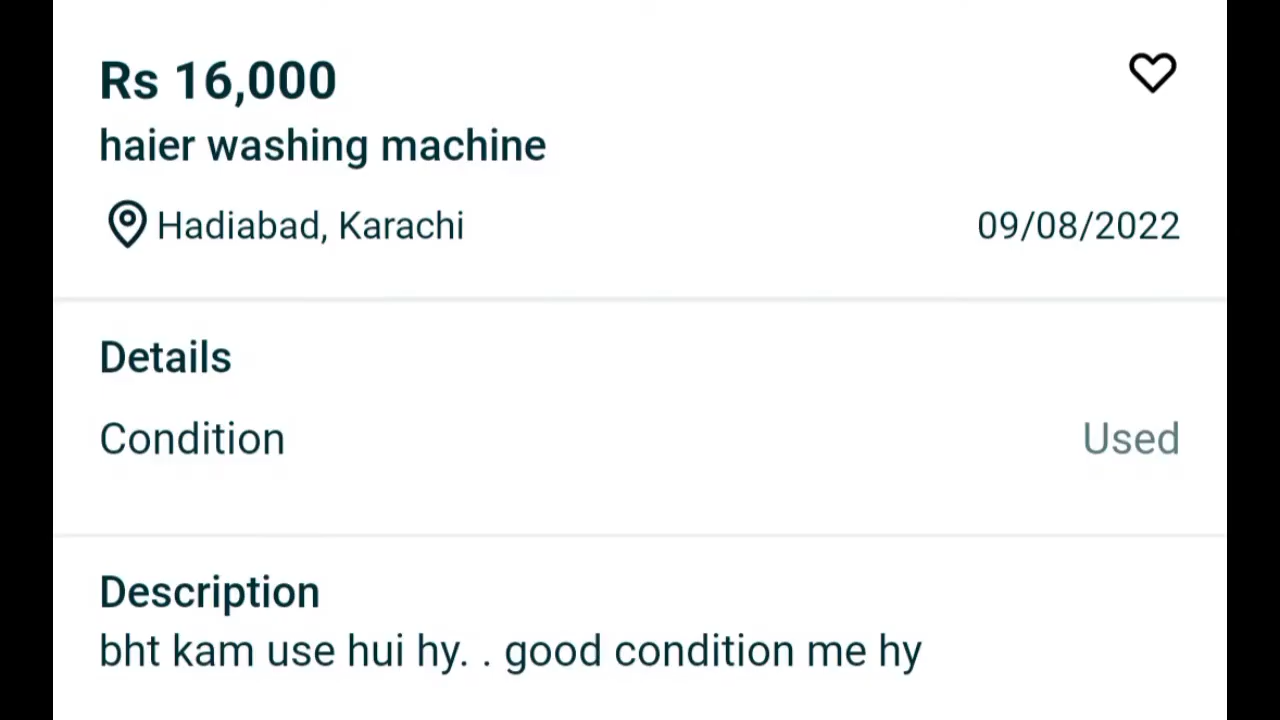 Rs 16,000
haier washing machine
Hadiabad, Karachi
09/08/2022
Details
Condition
Used
Description
bht kam use hui hy. . good condition me hy